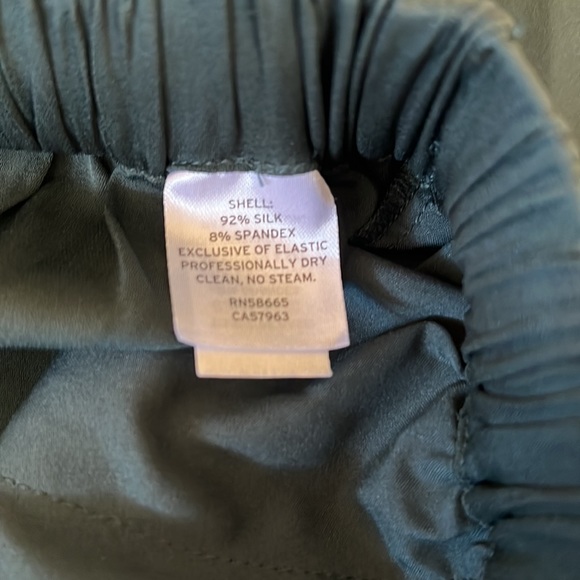 SHELL:
92% SILK
8% SPANDEX
EXCLUSIVE OF ELASTIC
PROFESSIONALLY DRY
CLEAN, NO STEAM.
RN58665
CA57963